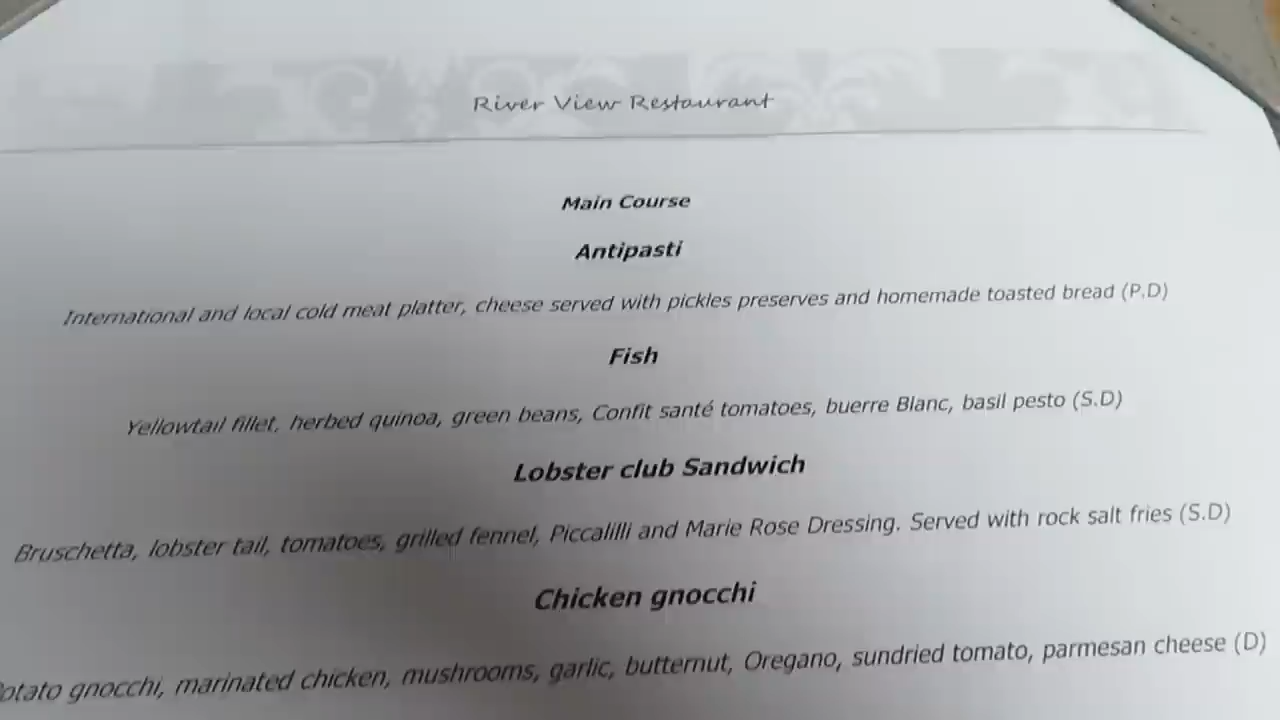 River View Restaurant
Main Course
Antipasti
International and local cold meat platter, cheese served with pickles preserves and homemade toasted bread (P.D)
Fish
Yellowtail fillet, herbed quinoa, green beans, Confit santé tomatoes, buerre Blanc, basil pesto (S.D)
Lobster club Sandwich
Bruschetta, lobster tail, tomatoes, grilled fennel, Piccalilli and Marie Rose Dressing. Served with rock salt fries (S.D)
Chicken gnocchi
otato gnocchi, marinated chicken, mushrooms, garlic, butternut, Oregano, sundried tomato, parmesan cheese (D)